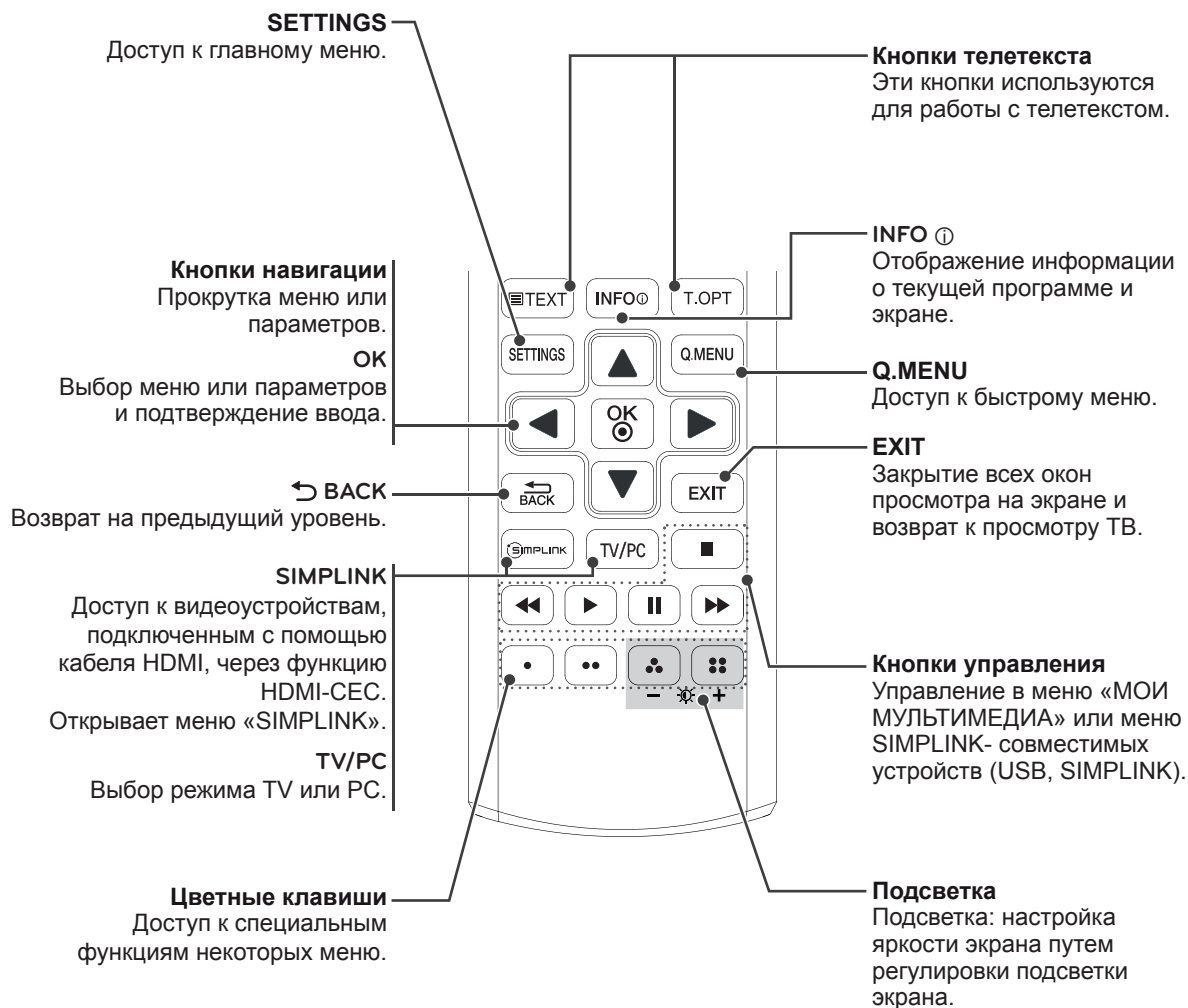 SETTINGS
Доступ к главному меню.
Кнопки навигации
Прокрутка меню или
параметров.
OK
Выбор меню или параметров
и подтверждение ввода.
BACK
Возврат на предыдущий уровень.
SIMPLINK
Доступ к видеоустройствам,
подключенным с помощью
кабеля HDMI, через функцию
HDMI-CEC.
Открывает меню «SIMPLINK».
TV/PC
Выбор режима TV или PC.
Цветные клавиши
Доступ к специальным
функциям некоторых меню.
TEXT INFO T.OPT
SETTINGS Q.MENU
OK
BACK EXIT
SIMPLINK TV/PC
− +
Кнопки телетекста
Эти кнопки используются
для работы с телетекстом.
INFO
Отображение информации
о текущей программе и
экране.
Q.MENU
Доступ к быстрому меню.
EXIT
Закрытие всех окон
просмотра на экране и
возврат к просмотру ТВ.
Кнопки управления
Управление в меню «МОИ
МУЛЬТИМЕДИА» или меню
SIMPLINK- совместимых
устройств (USB, SIMPLINK).
Подсветка
Подсветка: настройка
яркости экрана путем
регулировки подсветки
экрана.